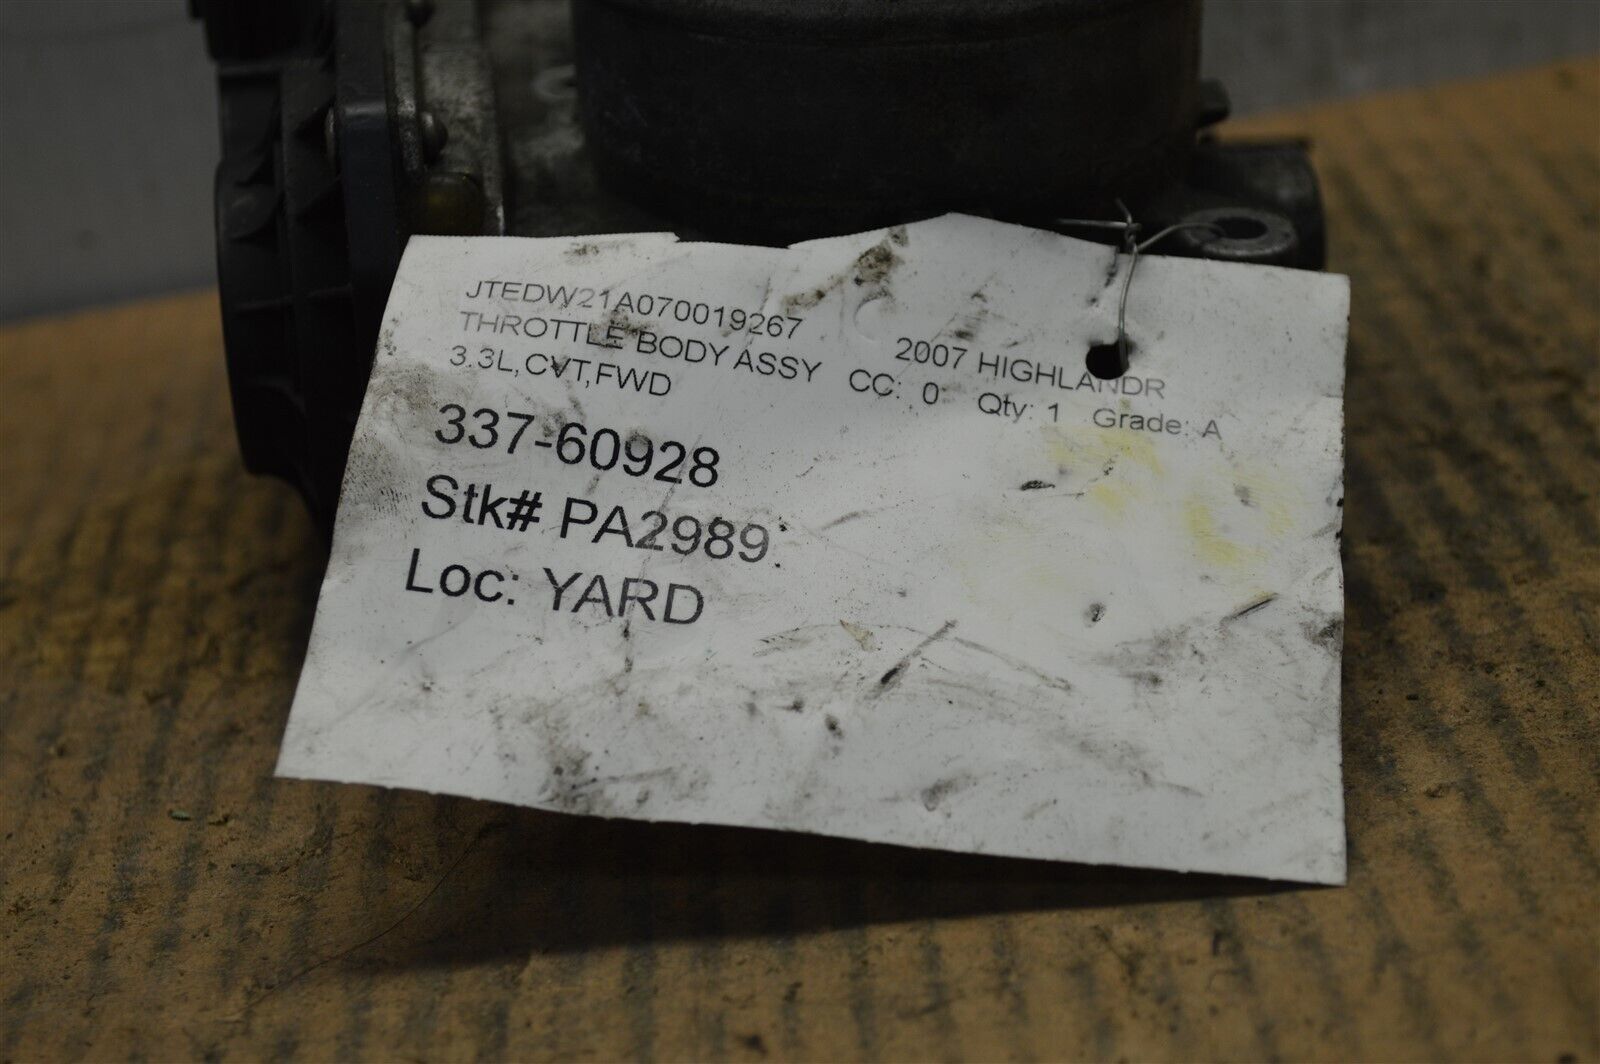 JTEDW21A070019267 2007 HIGHLANDR
THROTTLE BODY ASSY CC: 0 Qty: 1 Grade: A
3.3L,CVT,FWD
337-60928
Stk# PA2989
Loc: YARD